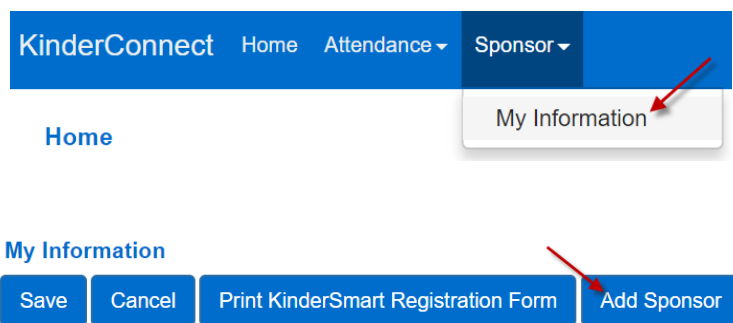 KinderConnect Home Attendance Sponsor
My Information
Home
My Information
Save Cancel Print KinderSmart Registration Form Add Sponsor